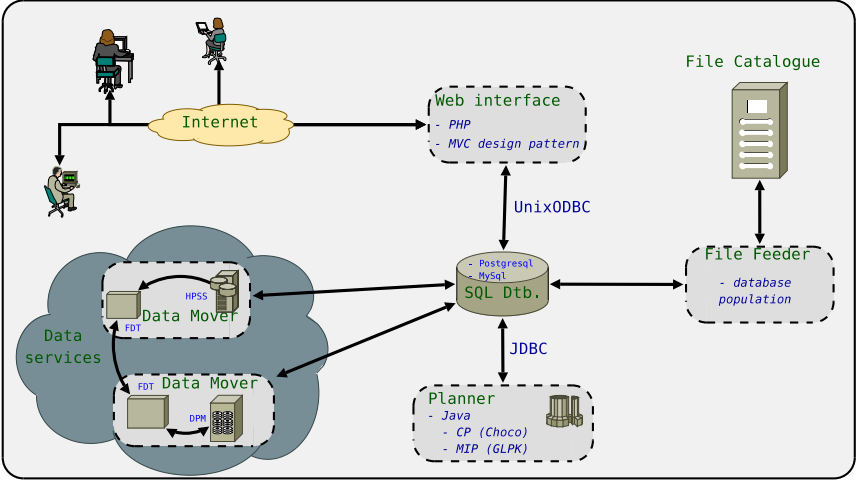 File Catalogue
Internet
Web interface
- PHP
- MVC design pattern
UnixODBC
- Postgresql
- MySql
SQL Dtb.
File Feeder
- database
population
HPSS
Data Mover
FDT
Data
services
FDT
Data Mover
DPM
JDBC
Planner
- Java
- CP (Choco)
- MIP (GLPK)